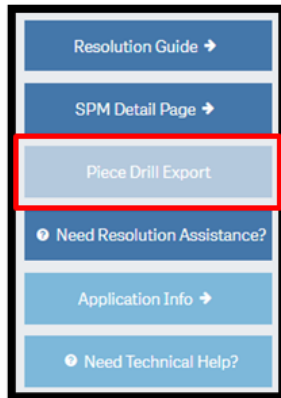 Resolution Guide →
SPM Detail Page →
Piece Drill Export
? Need Resolution Assistance?
Application Info →
? Need Technical Help?